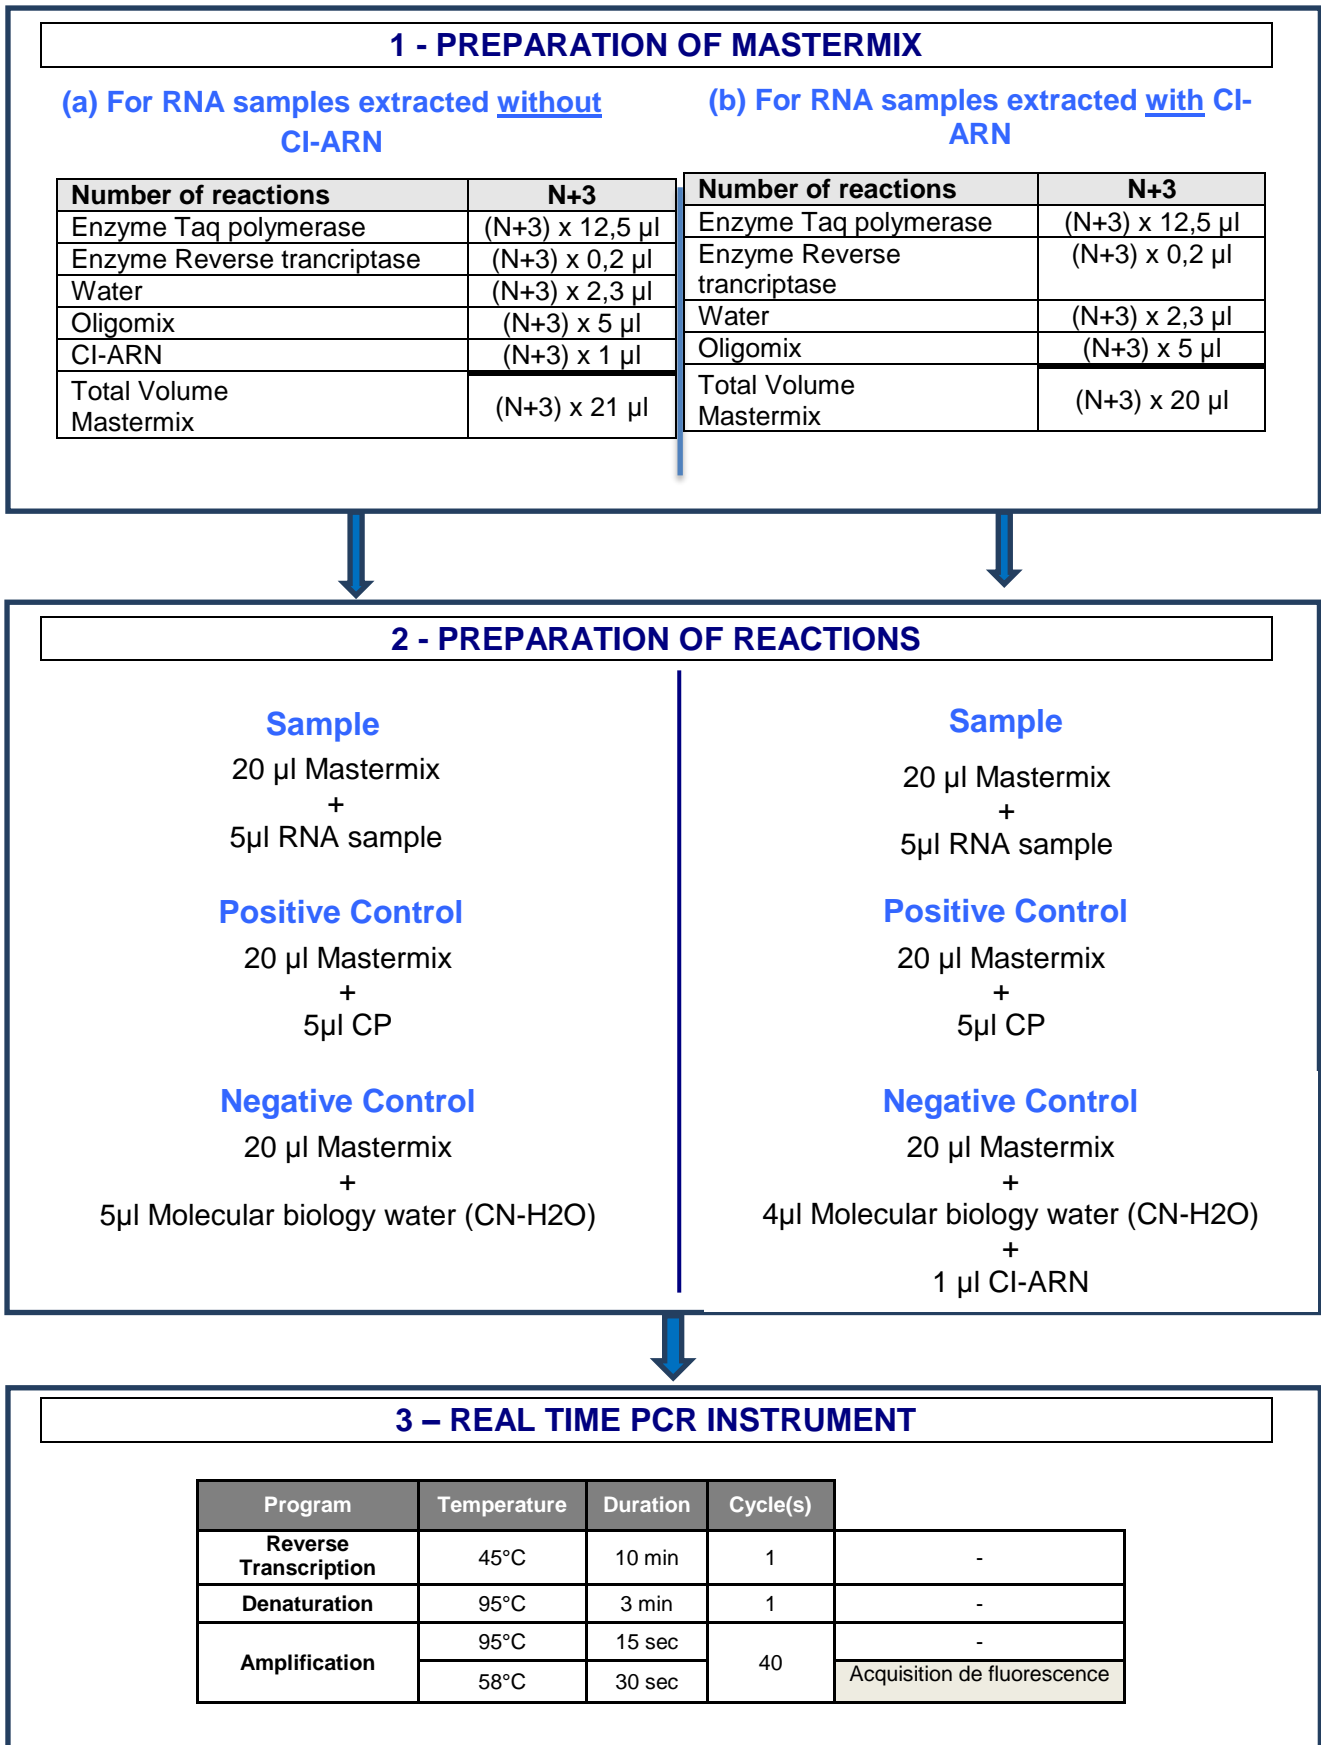 1 - PREPARATION OF MASTERMIX
(a) For RNA samples extracted without
CI-ARN
Number of reactions N+3
Enzyme Taq polymerase (N+3) x 12,5 µl
Enzyme Reverse trancriptase (N+3) x 0,2 µl
Water (N+3) x 2,3 µl
Oligomix (N+3) x 5 µl
CI-ARN (N+3) x 1 µl
Total Volume
Mastermix (N+3) x 21 µl
(b) For RNA samples extracted with CI-
ARN
Number of reactions N+3
Enzyme Taq polymerase (N+3) x 12,5 µl
Enzyme Reverse (N+3) x 0,2 µl
trancriptase
Water (N+3) x 2,3 µl
Oligomix (N+3) x 5 µl
Total Volume
Mastermix (N+3) x 20 µl
2 - PREPARATION OF REACTIONS
Sample
20 µl Mastermix
+
5µl RNA sample
Positive Control
20 µl Mastermix
+
5µl CP
Negative Control
20 µl Mastermix
+
5µl Molecular biology water (CN-H2O)
Sample
20 µl Mastermix
+
5µl RNA sample
Positive Control
20 µl Mastermix
+
5µl CP
Negative Control
20 µl Mastermix
+
4µl Molecular biology water (CN-H2O)
+
1 µl CI-ARN
3 – REAL TIME PCR INSTRUMENT
Program Temperature Duration Cycle(s)
Reverse
Transcription 45°C 10 min 1 -
Denaturation 95°C 3 min 1 -
Amplification 95°C 15 sec 40 -
58°C 30 sec Acquisition de fluorescence